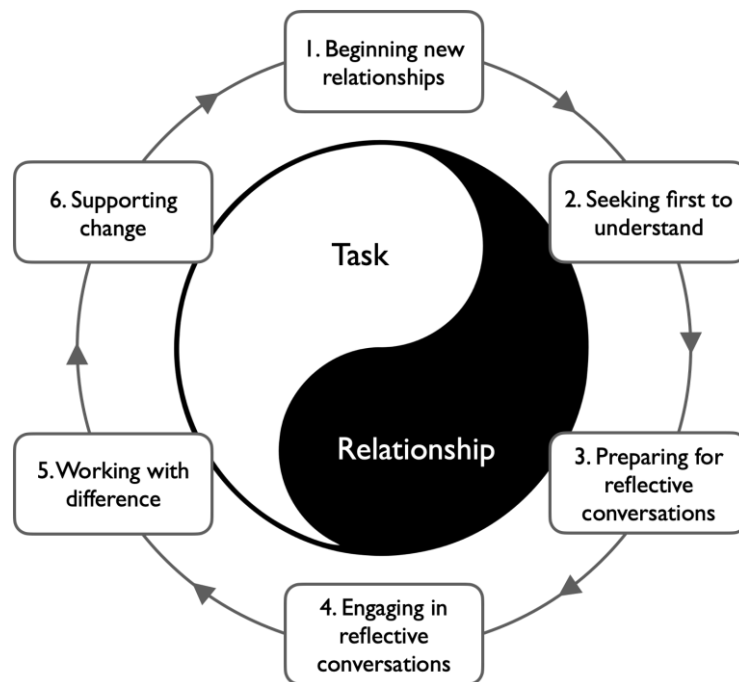 1. Beginning new
relationships
2. Seeking first to
understand
3. Preparing for
reflective
conversations
4. Engaging in
reflective
conversations
5. Working with
difference
6. Supporting
change
Task
Relationship